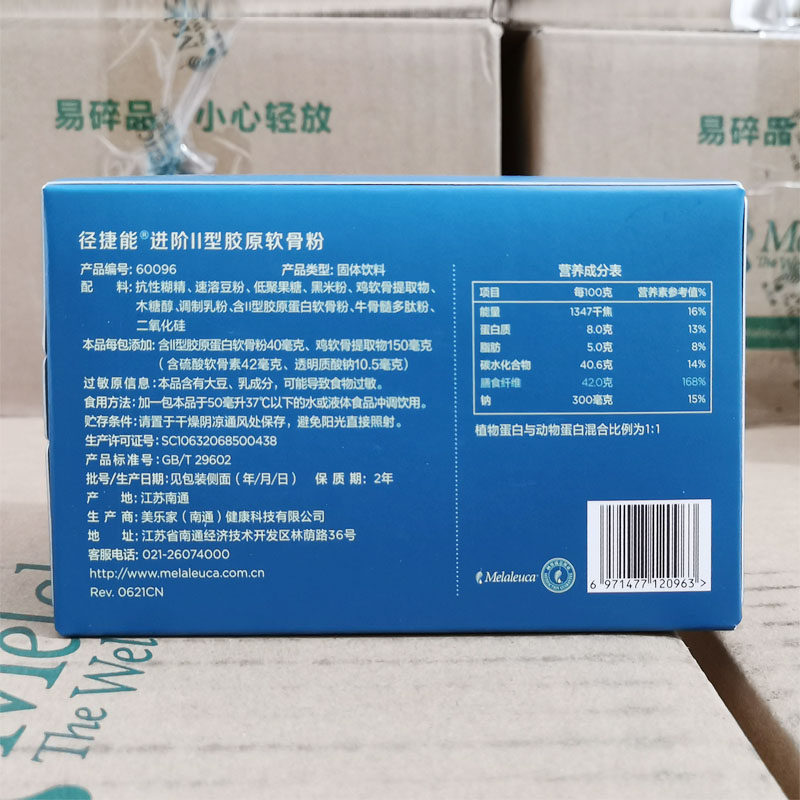 易碎品 小心轻放
易碎品
径捷能®进阶II型胶原软骨粉
产品编号: 60096 产品类型: 固体饮料
配 料: 抗性糊精、速溶豆粉、低聚果糖、黑米粉、鸡软骨提取物、
木糖醇、调制乳粉、含II型胶原蛋白软骨粉、牛骨髓多肽粉、
二氧化硅
本品每包添加: 含II型胶原蛋白软骨粉40毫克、鸡软骨提取物150毫克
(含硫酸软骨素42毫克、透明质酸钠10.5毫克)
过敏原信息: 本品含有大豆、乳成分，可能导致食物过敏。
食用方法: 加一包本品于50毫升37℃以下的水或液体食品冲调饮用。
贮存条件: 请置于干燥阴凉通风处保存，避免阳光直接照射。
生产许可证号: SC10632068500438
产品标准号: GB/T 29602
批号/生产日期: 见包装侧面（年/月/日） 保 质 期: 2年
产 地: 江苏南通
生 产 商: 美乐家（南通）健康科技有限公司
地 址: 江苏省南通经济技术开发区林荫路36号
客服电话: 021-26074000
http://www.melaleuca.com.cn
Rev. 0621CN
营养成分表
项目 每100克 营养素参考值%
能量 1347千焦 16%
蛋白质 8.0克 13%
脂肪 5.0克 8%
碳水化合物 40.6克 14%
膳食纤维 42.0克 168%
钠 300毫克 15%
植物蛋白与动物蛋白混合比例为1:1
Melaleuca
6 971477 120963 >
The Wel